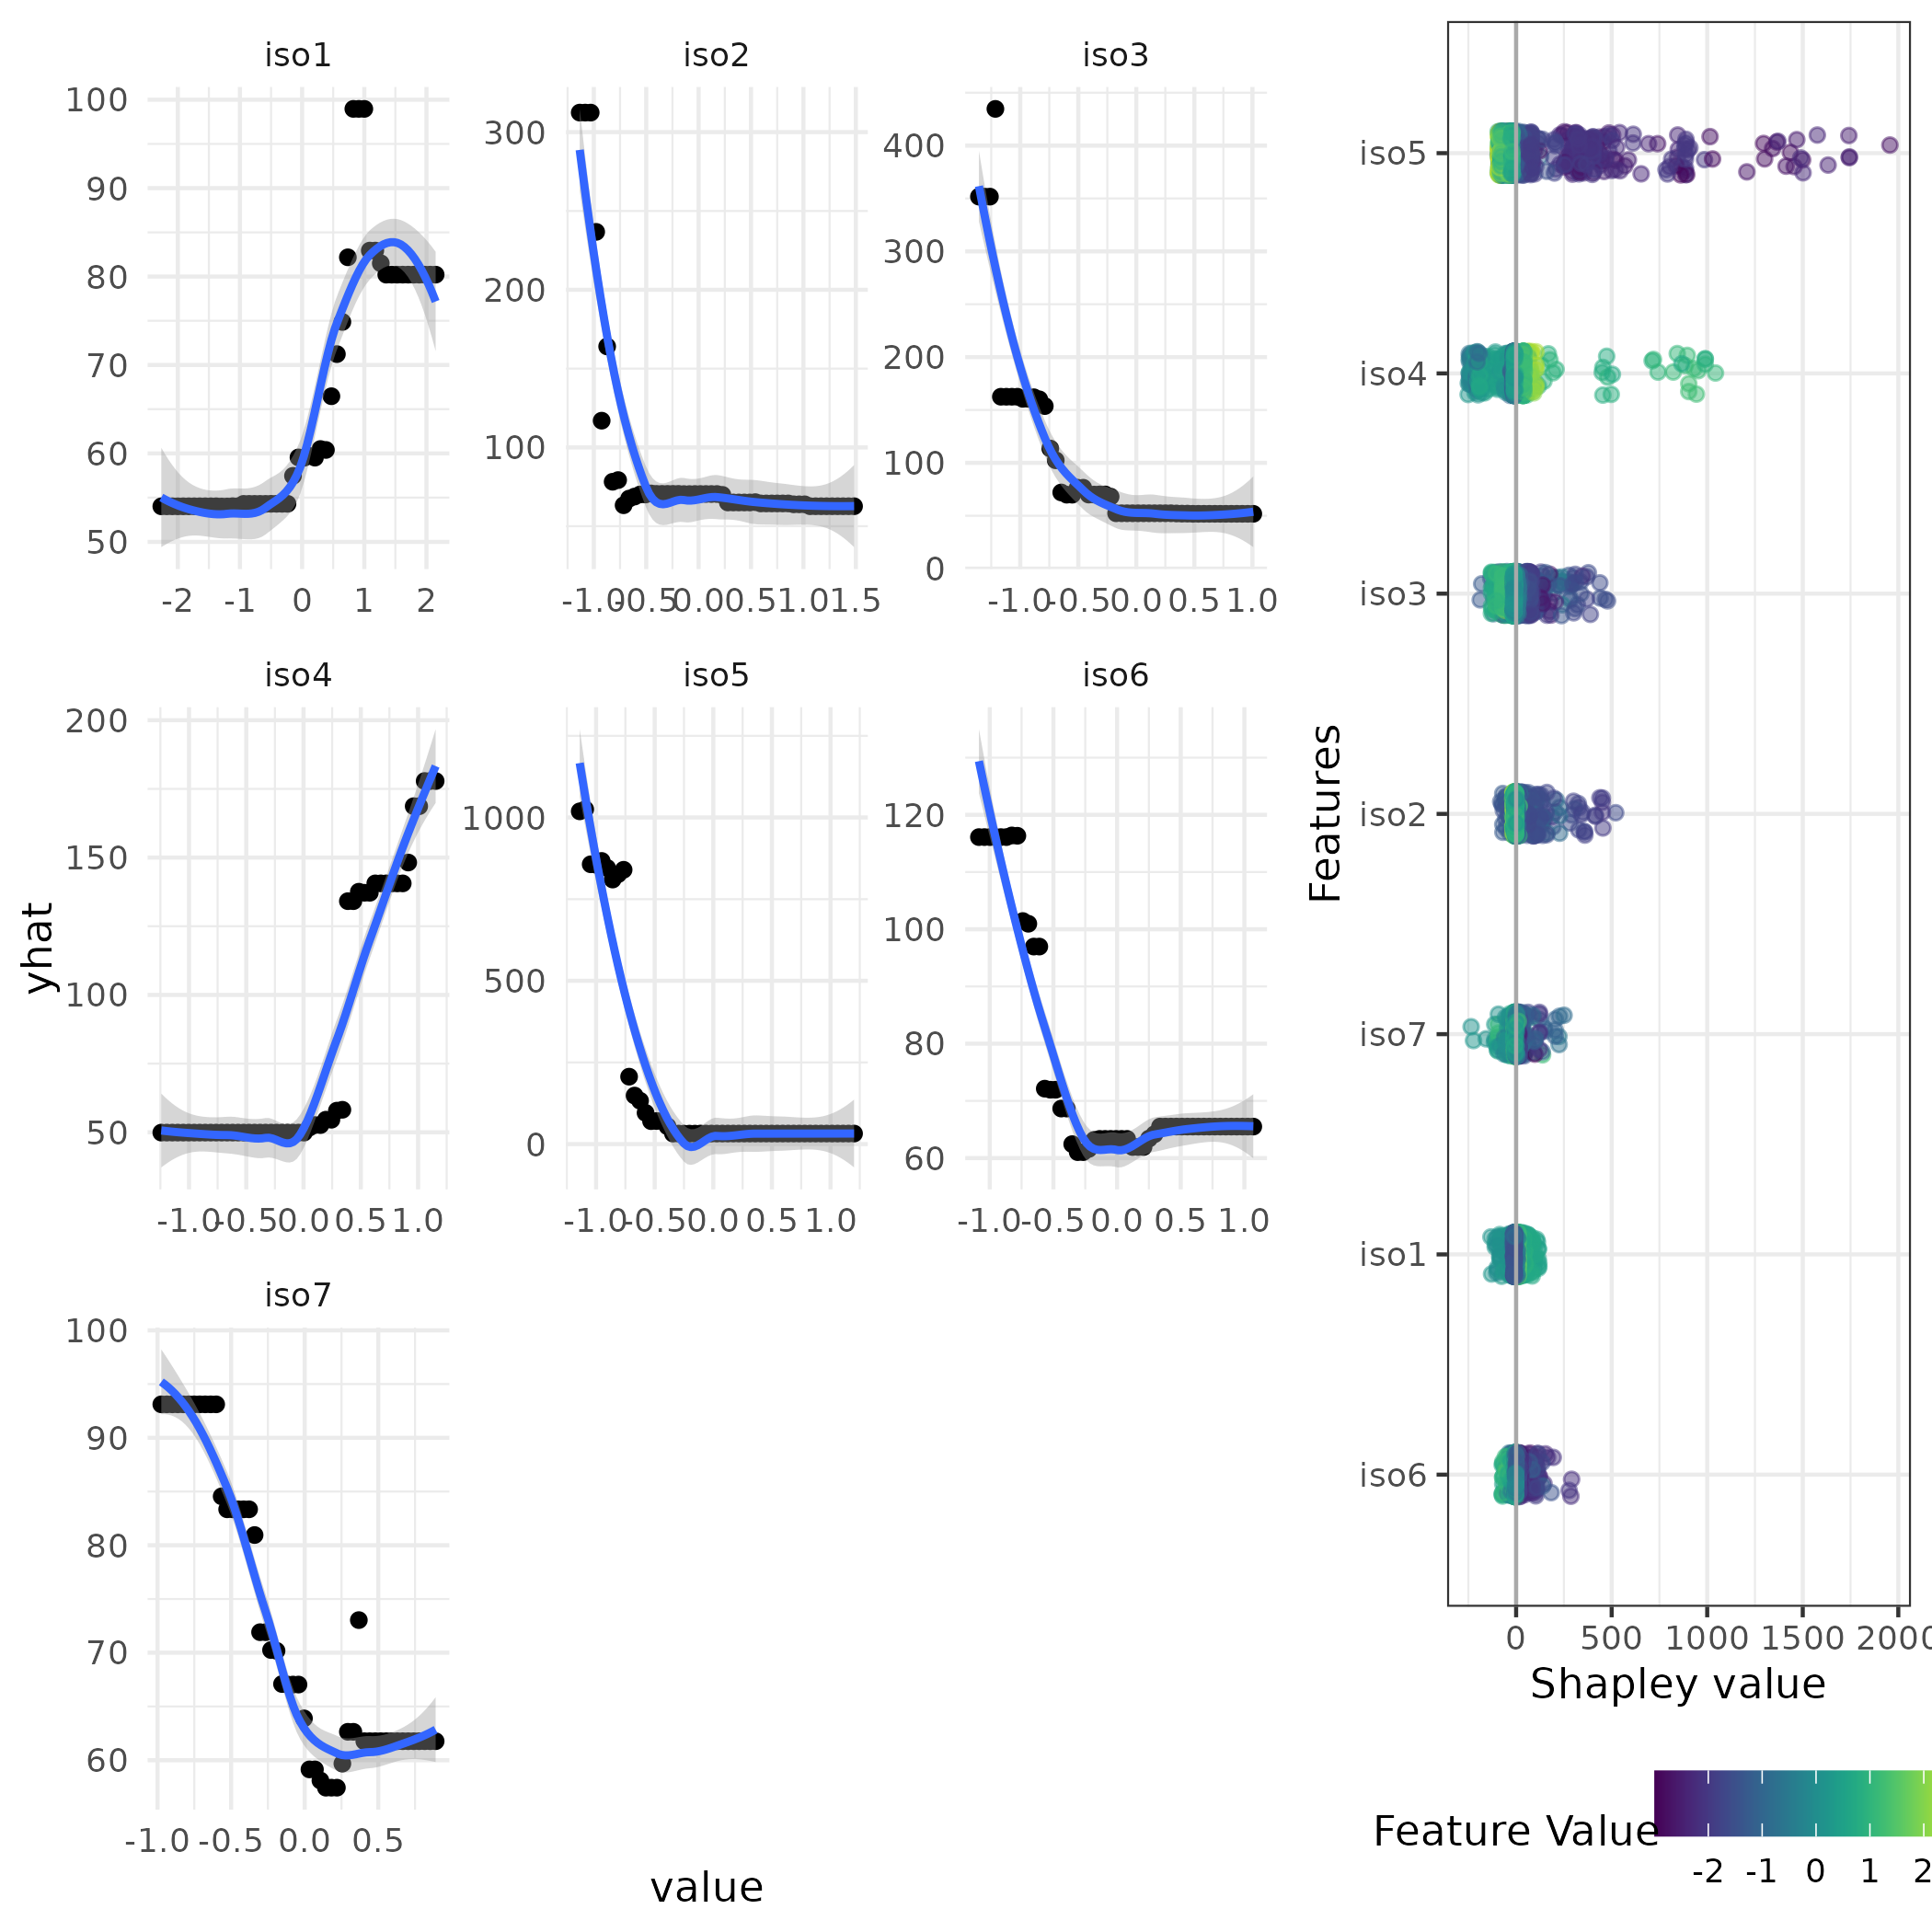 iso1
iso2
iso3
100
90
80
70
60
50
-2 -1 0 1 2
300
200
100
-1.0 -0.5 0.0 0.5 1.0 1.5
400
300
200
100
0
-1.0 -0.5 0.0 0.5 1.0
iso4
iso5
iso6
yhat
200
150
100
50
-1.0 -0.5 0.0 0.5 1.0
1000
500
0
-1.0 -0.5 0.0 0.5 1.0
120
100
80
60
-1.0 -0.5 0.0 0.5 1.0
iso7
100
90
80
70
60
-1.0 -0.5 0.0 0.5
value
Features
iso5
iso4
iso3
iso2
iso7
iso1
iso6
0 500 1000 1500 2000
Shapley value
Feature Value
-2 -1 0 1 2